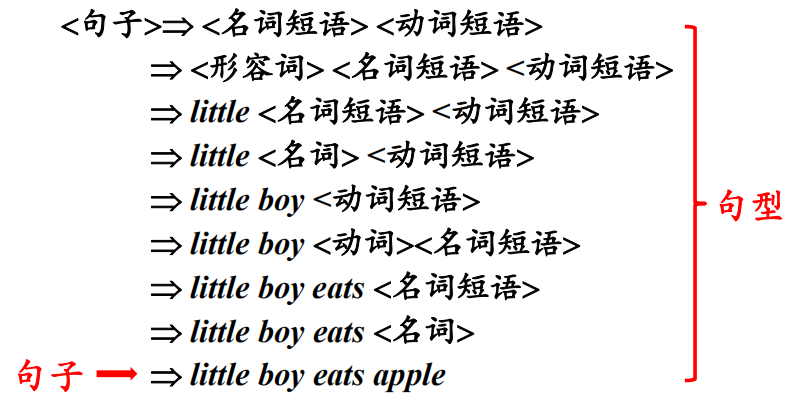 <句子>⇒ <名词短语> <动词短语>
⇒ <形容词> <名词短语> <动词短语>
⇒ little <名词短语> <动词短语>
⇒ little <名词> <动词短语>
⇒ little boy <动词短语>
句型
⇒ little boy <动词><名词短语>
⇒ little boy eats <名词短语>
⇒ little boy eats <名词>
句子 ⇒ little boy eats apple